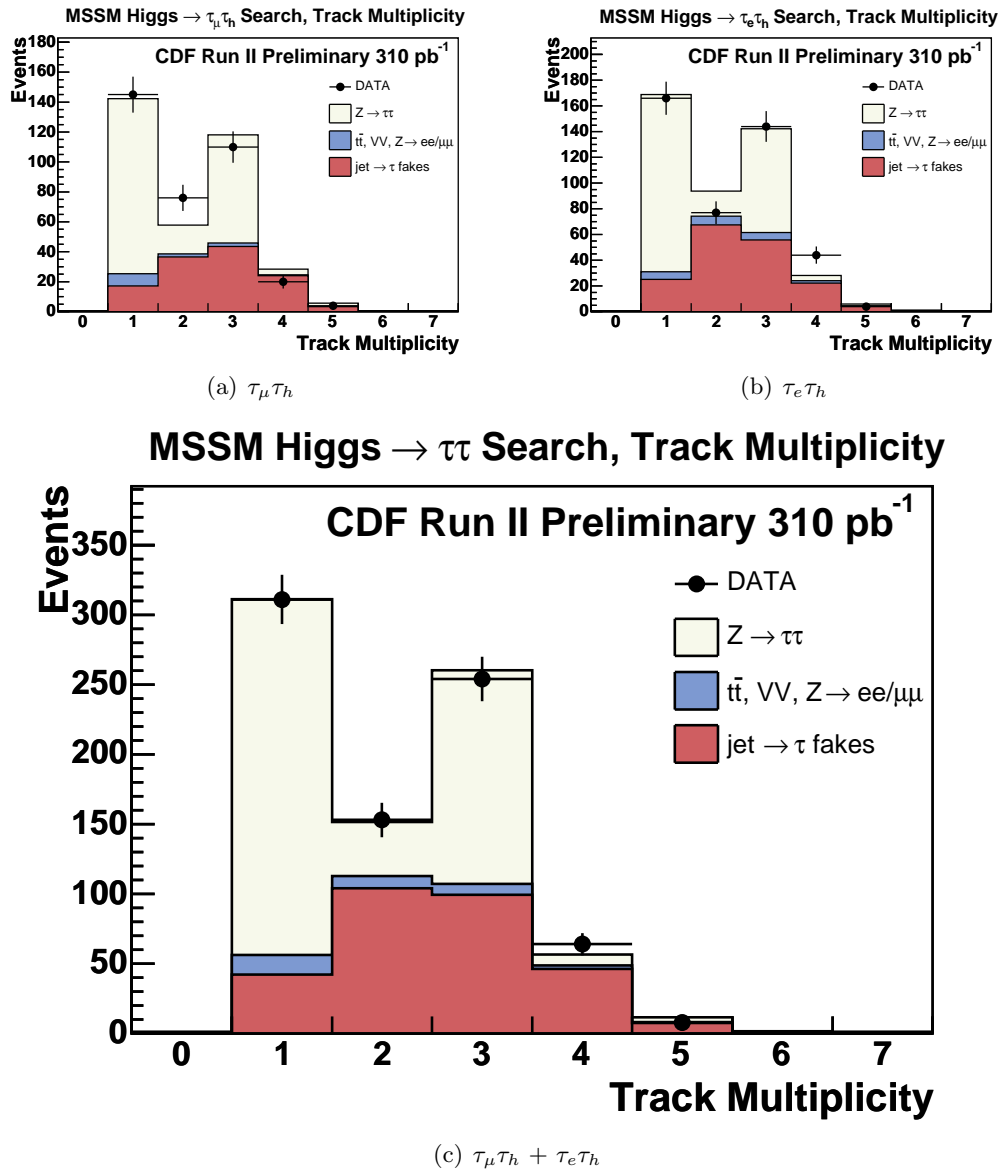 MSSM Higgs → τμτh Search, Track Multiplicity
CDF Run II Preliminary 310 pb-1
Events
180
160
140
120
100
80
60
40
20
0
DATA
Z → ττ
tt̄, VV, Z → ee/μμ
jet → τ fakes
0 1 2 3 4 5 6 7
Track Multiplicity
(a) τμτh
MSSM Higgs → τeτh Search, Track Multiplicity
CDF Run II Preliminary 310 pb-1
Events
200
180
160
140
120
100
80
60
40
20
0
DATA
Z → ττ
tt̄, VV, Z → ee/μμ
jet → τ fakes
0 1 2 3 4 5 6 7
Track Multiplicity
(b) τeτh
MSSM Higgs → ττ Search, Track Multiplicity
CDF Run II Preliminary 310 pb-1
Events
350
300
250
200
150
100
50
0
DATA
Z → ττ
tt̄, VV, Z → ee/μμ
jet → τ fakes
0 1 2 3 4 5 6 7
Track Multiplicity
(c) τμτh + τeτh